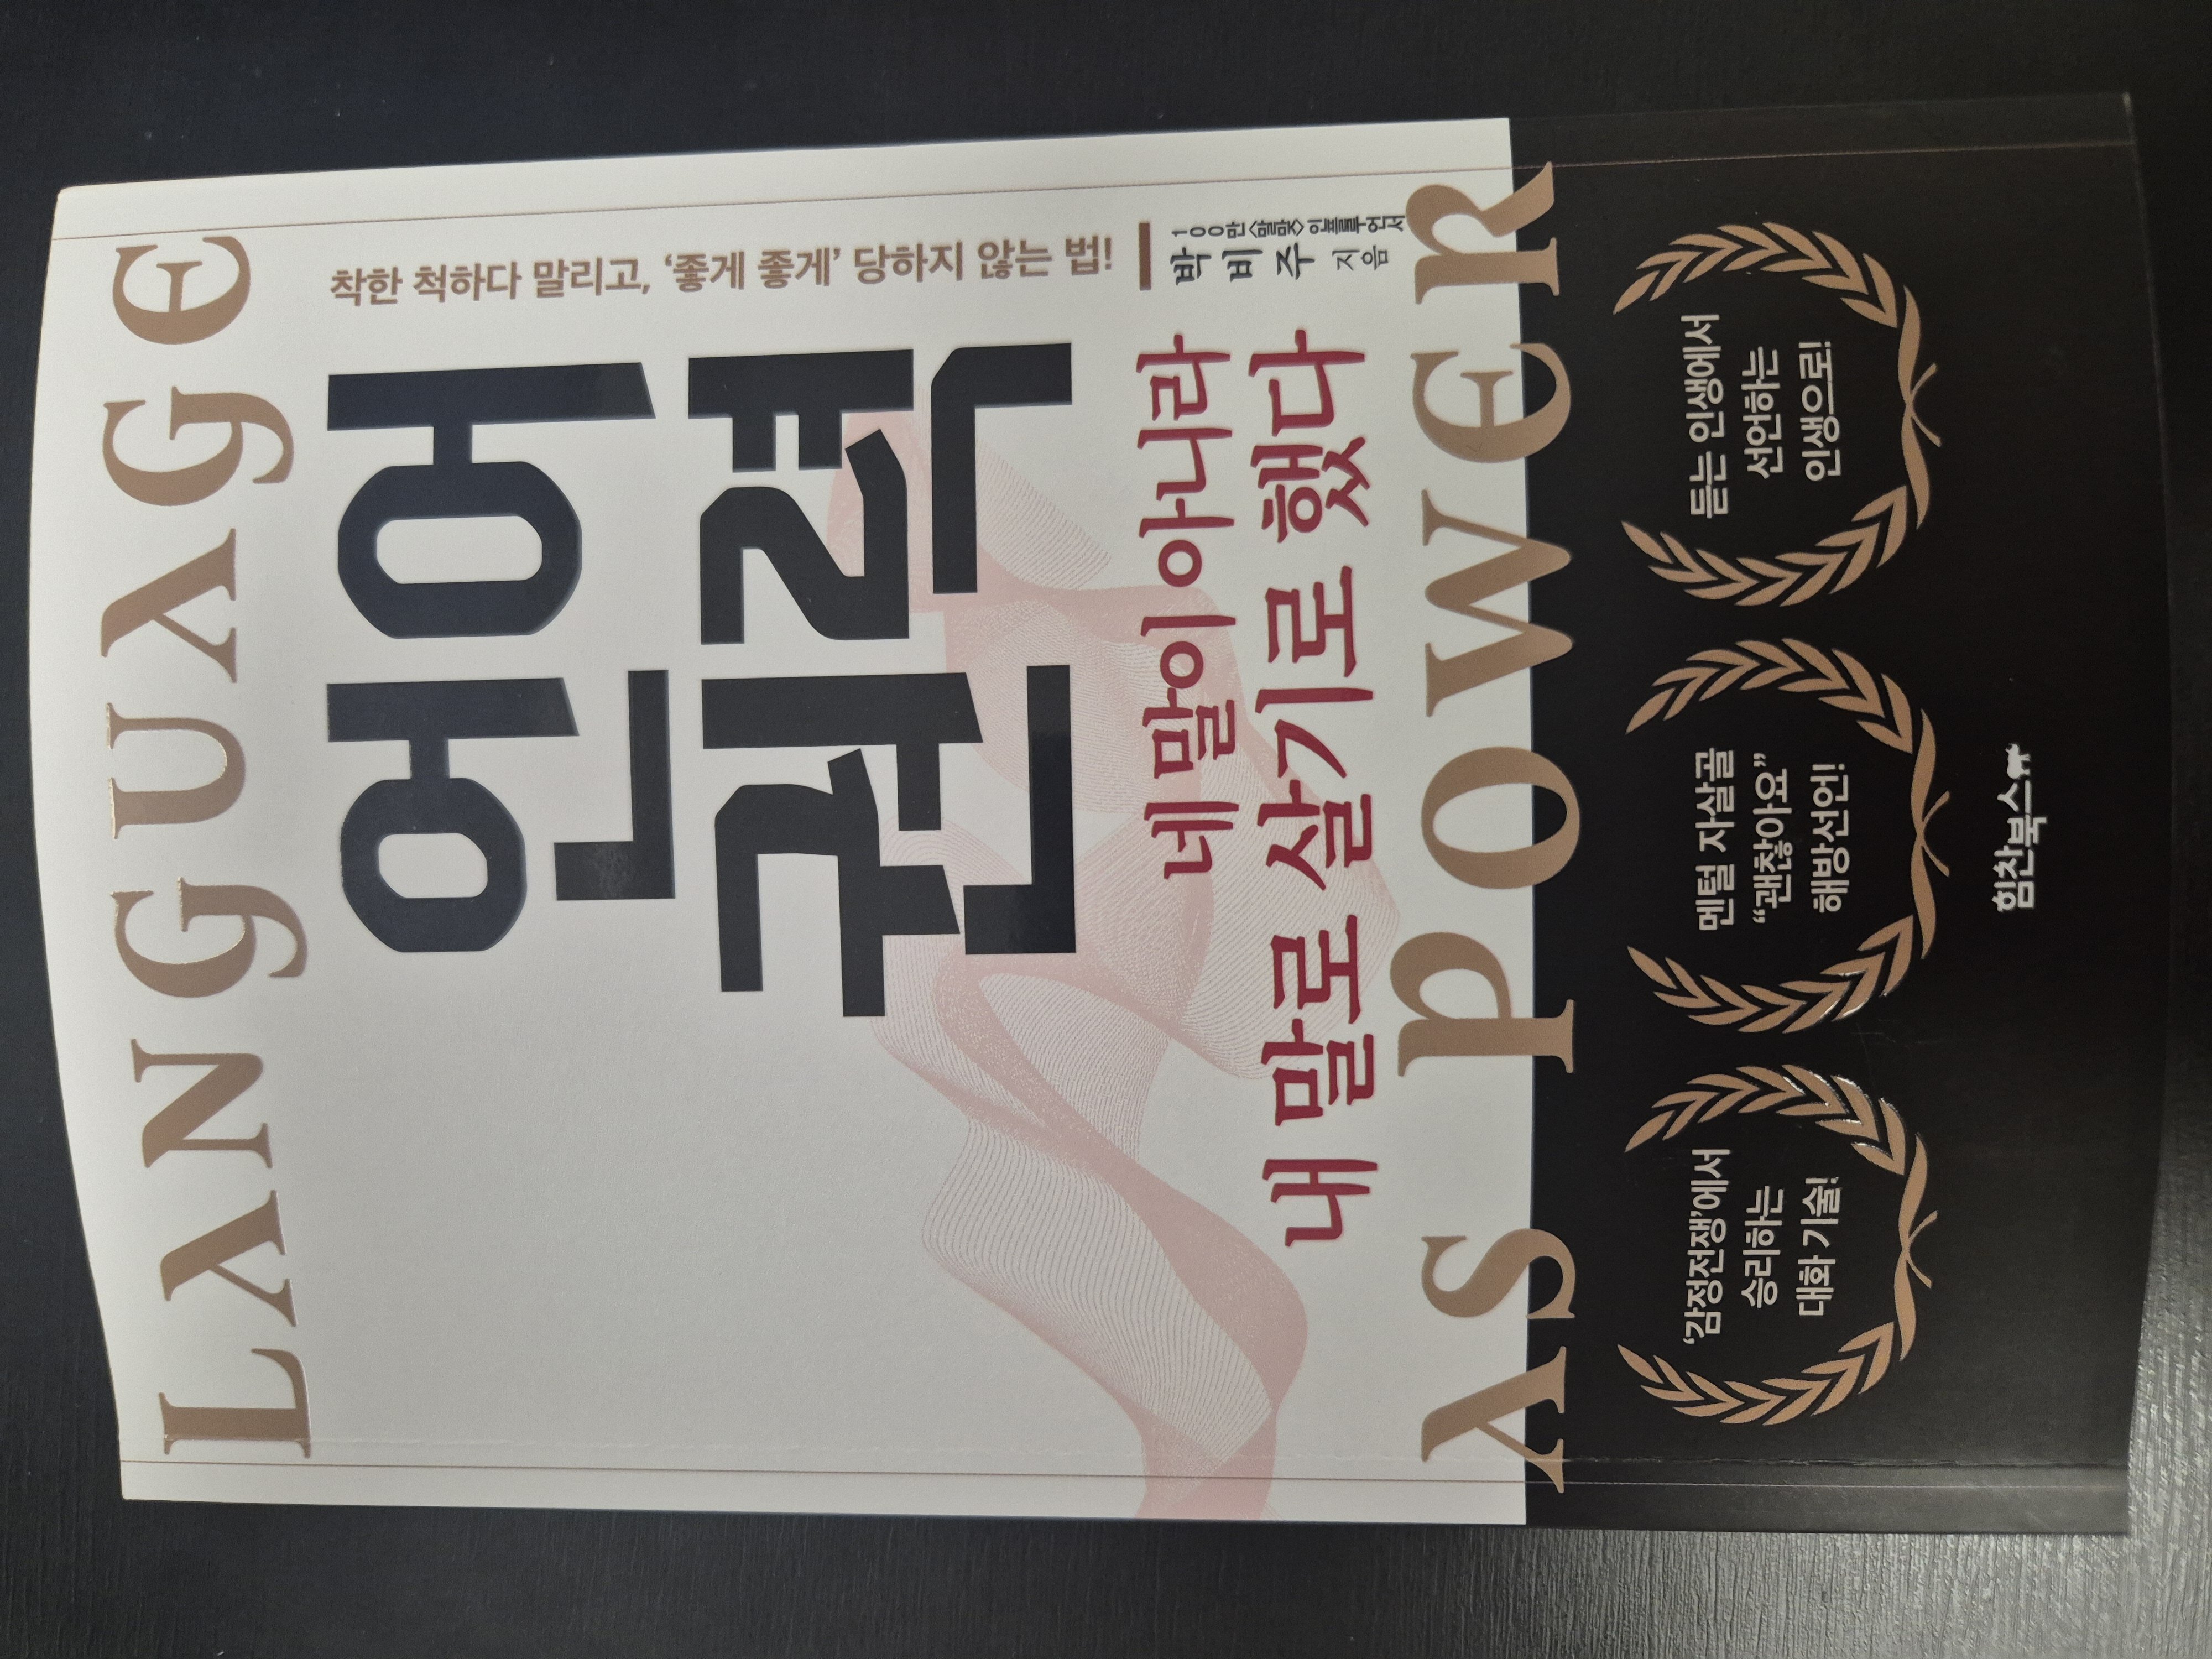 LANGUAGE
언어
권력
착한 척하다 말리고, ‘좋게 좋게’ 당하지 않는 법!
100만 <말맛> 인플루언서
박비주 지음
네 말이 아니라
내 말로 살기로 했다
AS POWER
‘감정전쟁’에서
승리하는
대화 기술!
멘털 자살골
“괜찮아요”
해방선언!
듣는 인생에서
선언하는
인생으로!
힘찬북스